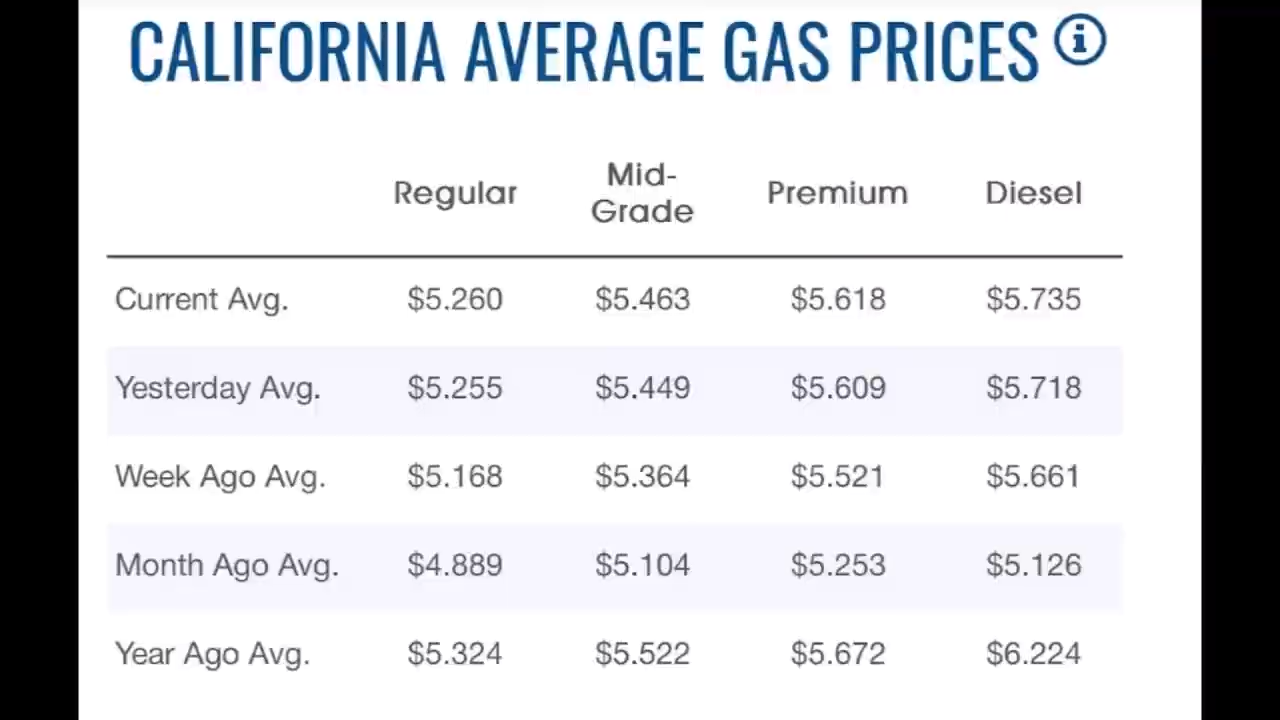 CALIFORNIA AVERAGE GAS PRICES i
Regular Mid-Grade Premium Diesel
Current Avg. $5.260 $5.463 $5.618 $5.735
Yesterday Avg. $5.255 $5.449 $5.609 $5.718
Week Ago Avg. $5.168 $5.364 $5.521 $5.661
Month Ago Avg. $4.889 $5.104 $5.253 $5.126
Year Ago Avg. $5.324 $5.522 $5.672 $6.224